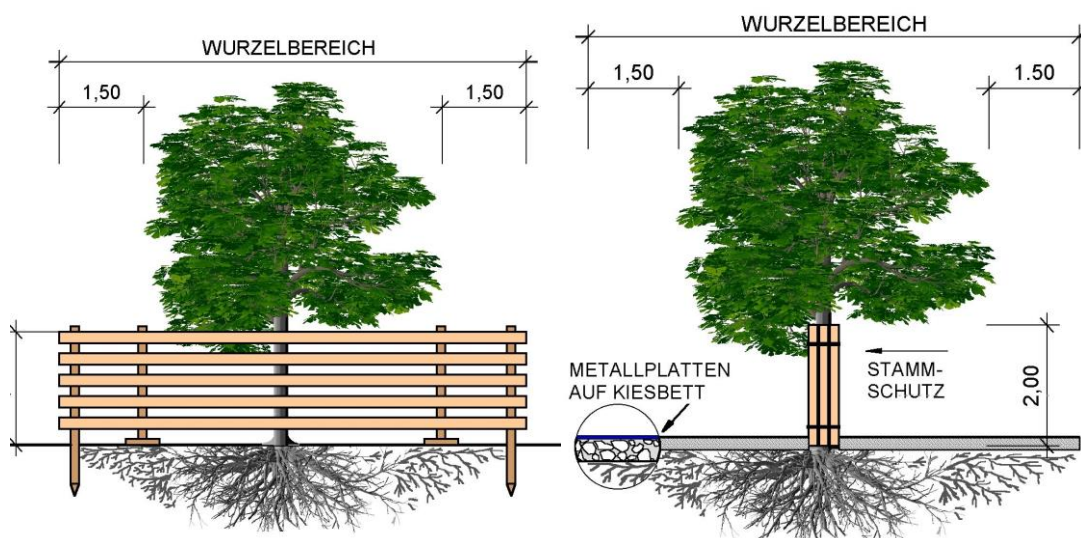 WURZELBEREICH
1,50
1,50
WURZELBEREICH
1,50
1.50
METALLPLATTEN
AUF KIESBETT
STAMM-
SCHUTZ
2,00